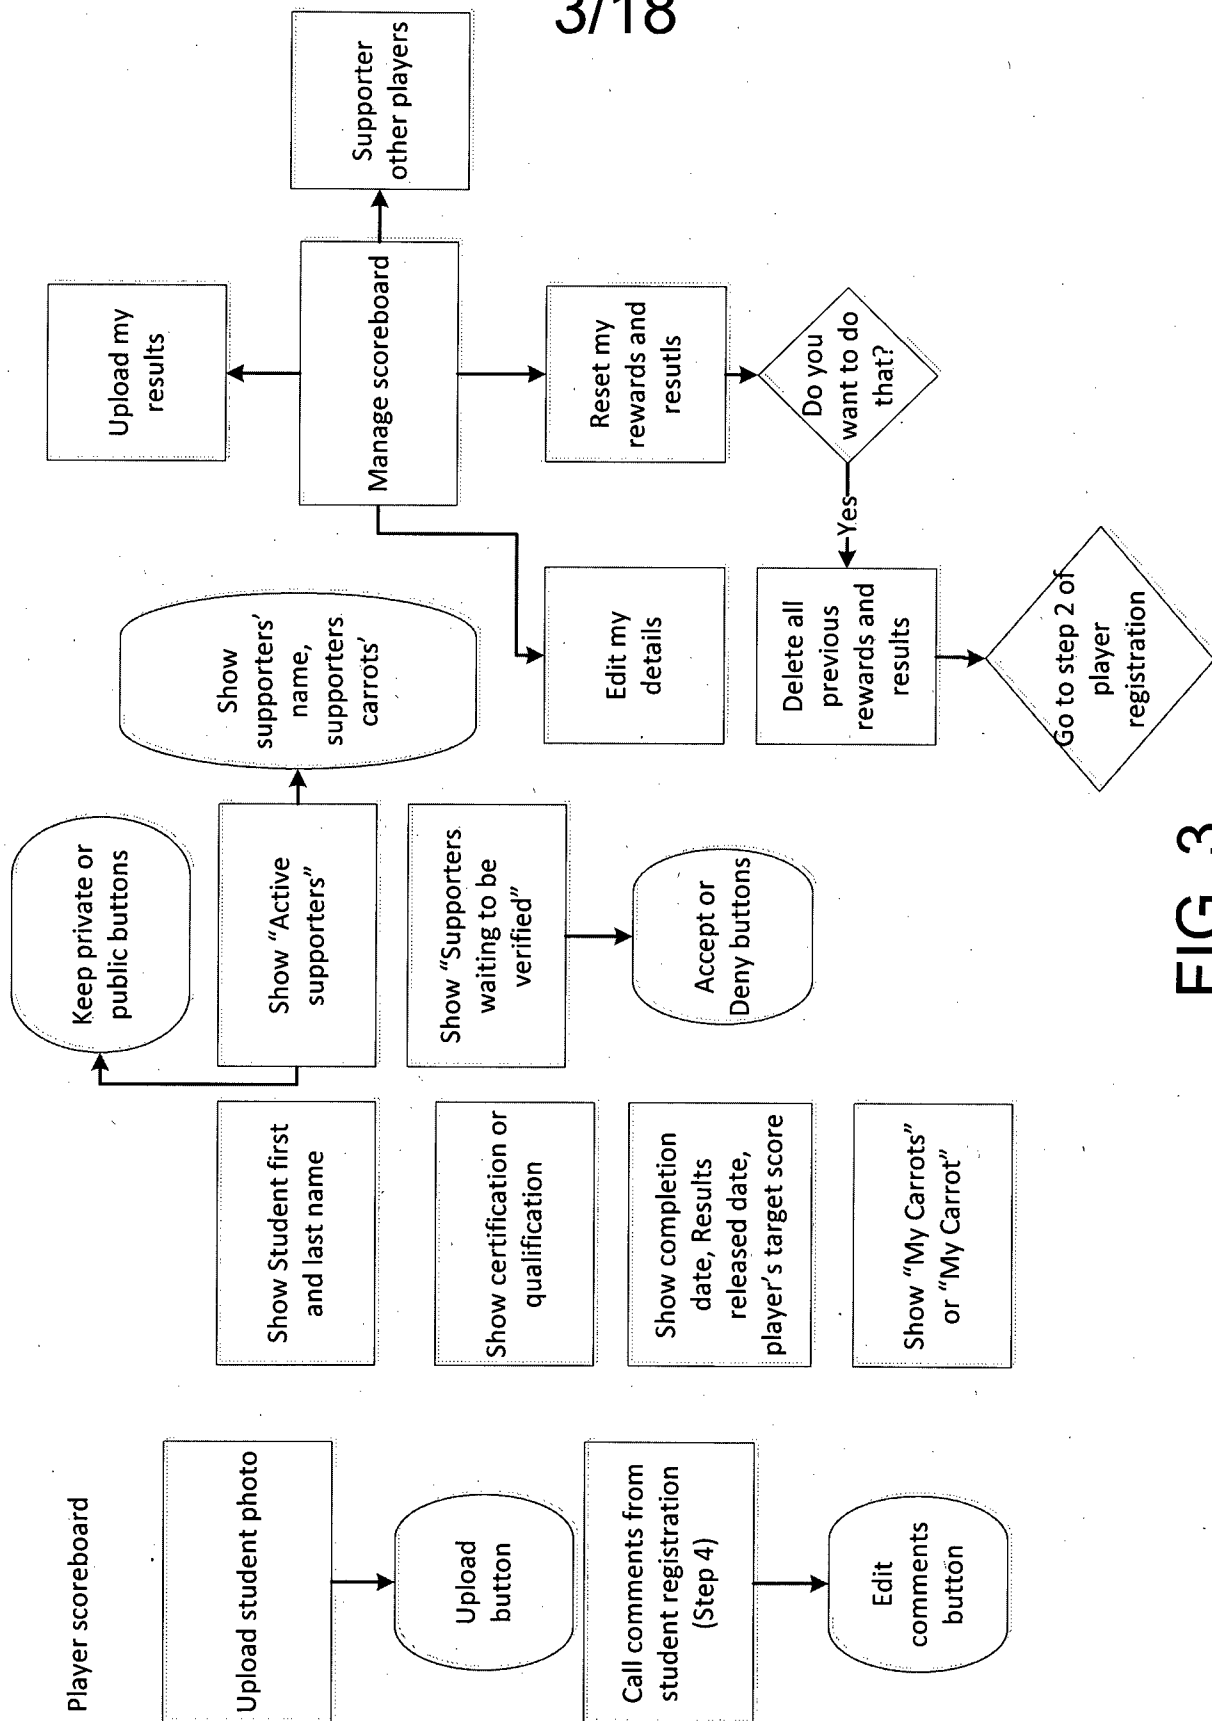 3/18
Player scoreboard
Upload student photo
Upload
button
Call comments from
student registration
(Step 4)
Edit
comments
button
Show Student first
and last name
Show certification or
qualification
Show completion
date, Results
released date,
player's target score
Show “My Carrots”
or “My Carrot”
Keep private or
public buttons
Show “Active
supporters”
Show “Supporters
waiting to be
verified”
Accept or
Deny buttons
Show
supporters’
name,
supporters
carrots’
Upload my
results
Manage scoreboard
Supporter
other players
Edit my
details
Reset my
rewards and
resutls
Do you
want to do
that?
Yes
Delete all
previous
rewards and
results
Go to step 2 of
player
registration
FIG. 3